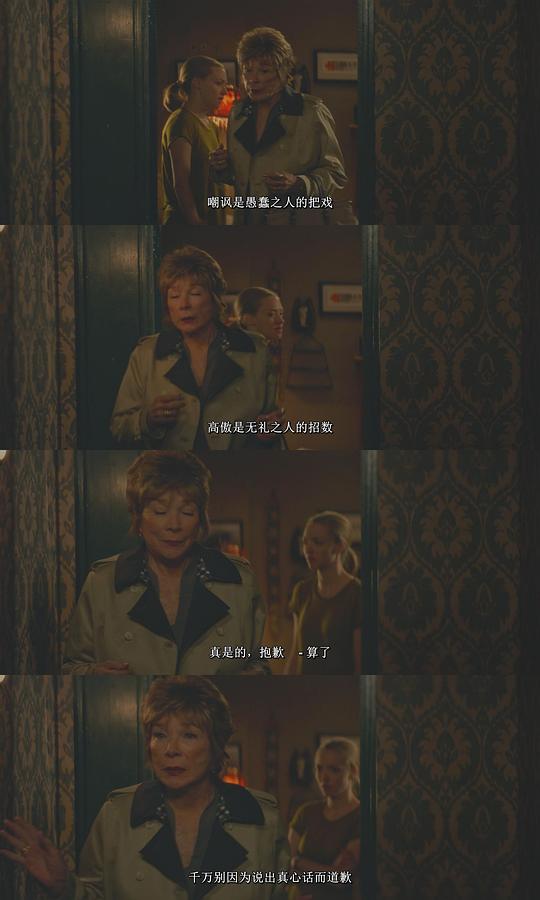 嘲讽是愚蠢之人的把戏
高傲是无礼之人的招数
真是的，抱歉 -算了
千万别因为说出真心话而道歉